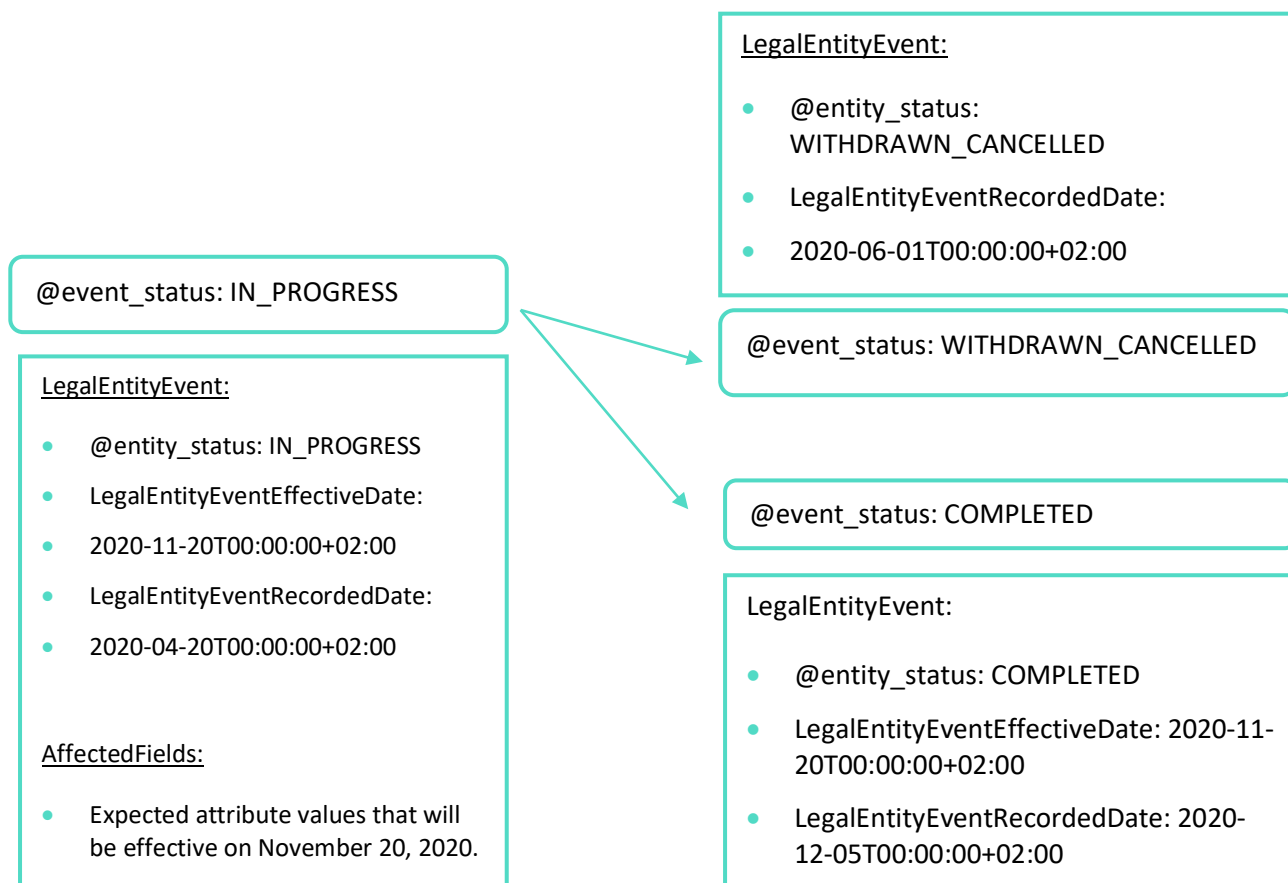 @event_status: IN_PROGRESS
LegalEntityEvent:
@entity_status: IN_PROGRESS
LegalEntityEventEffectiveDate:
2020-11-20T00:00:00+02:00
LegalEntityEventRecordedDate:
2020-04-20T00:00:00+02:00
AffectedFields:
Expected attribute values that will
be effective on November 20, 2020.
LegalEntityEvent:
@entity_status:
WITHDRAWN_CANCELLED
LegalEntityEventRecordedDate:
2020-06-01T00:00:00+02:00
@event_status: WITHDRAWN_CANCELLED
@event_status: COMPLETED
LegalEntityEvent:
@entity_status: COMPLETED
LegalEntityEventEffectiveDate: 2020-11-
20T00:00:00+02:00
LegalEntityEventRecordedDate: 2020-
12-05T00:00:00+02:00